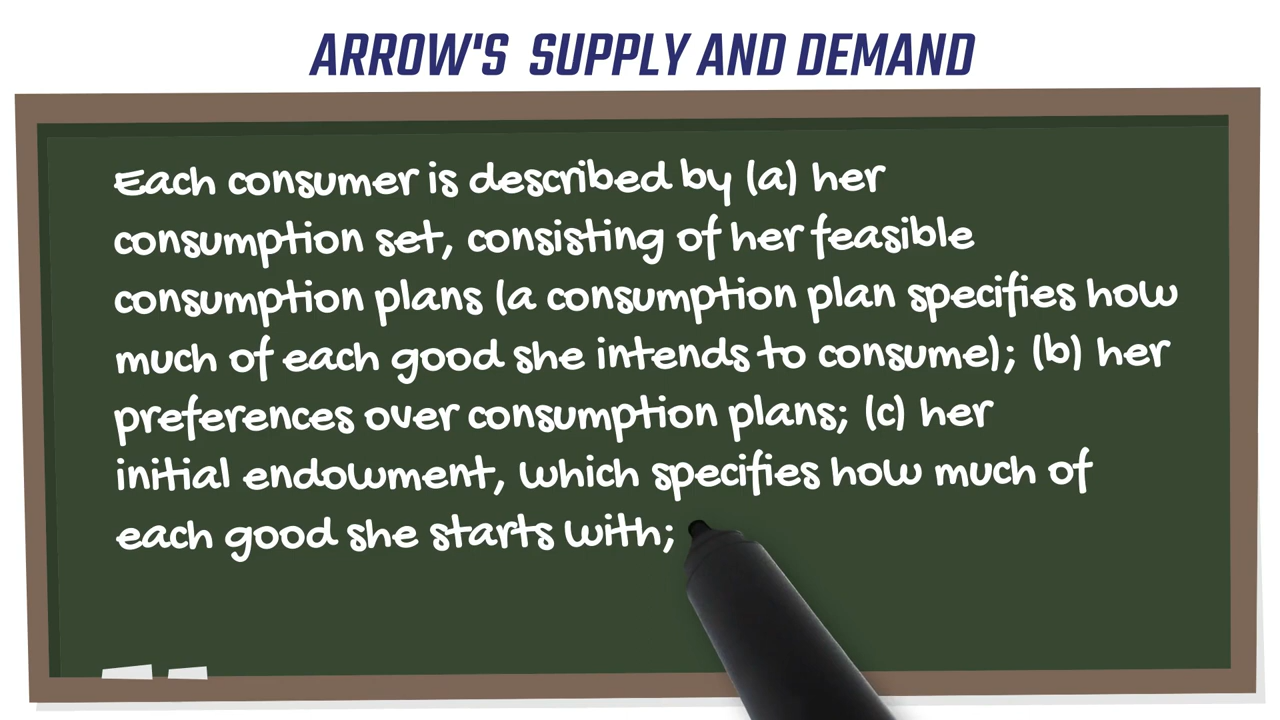 ARROW'S SUPPLY AND DEMAND
Each consumer is described by (a) her
consumption set, consisting of her feasible
consumption plans (a consumption plan specifies how
much of each good she intends to consume); (b) her
preferences over consumption plans; (c) her
initial endowment, which specifies how much of
each good she starts with;